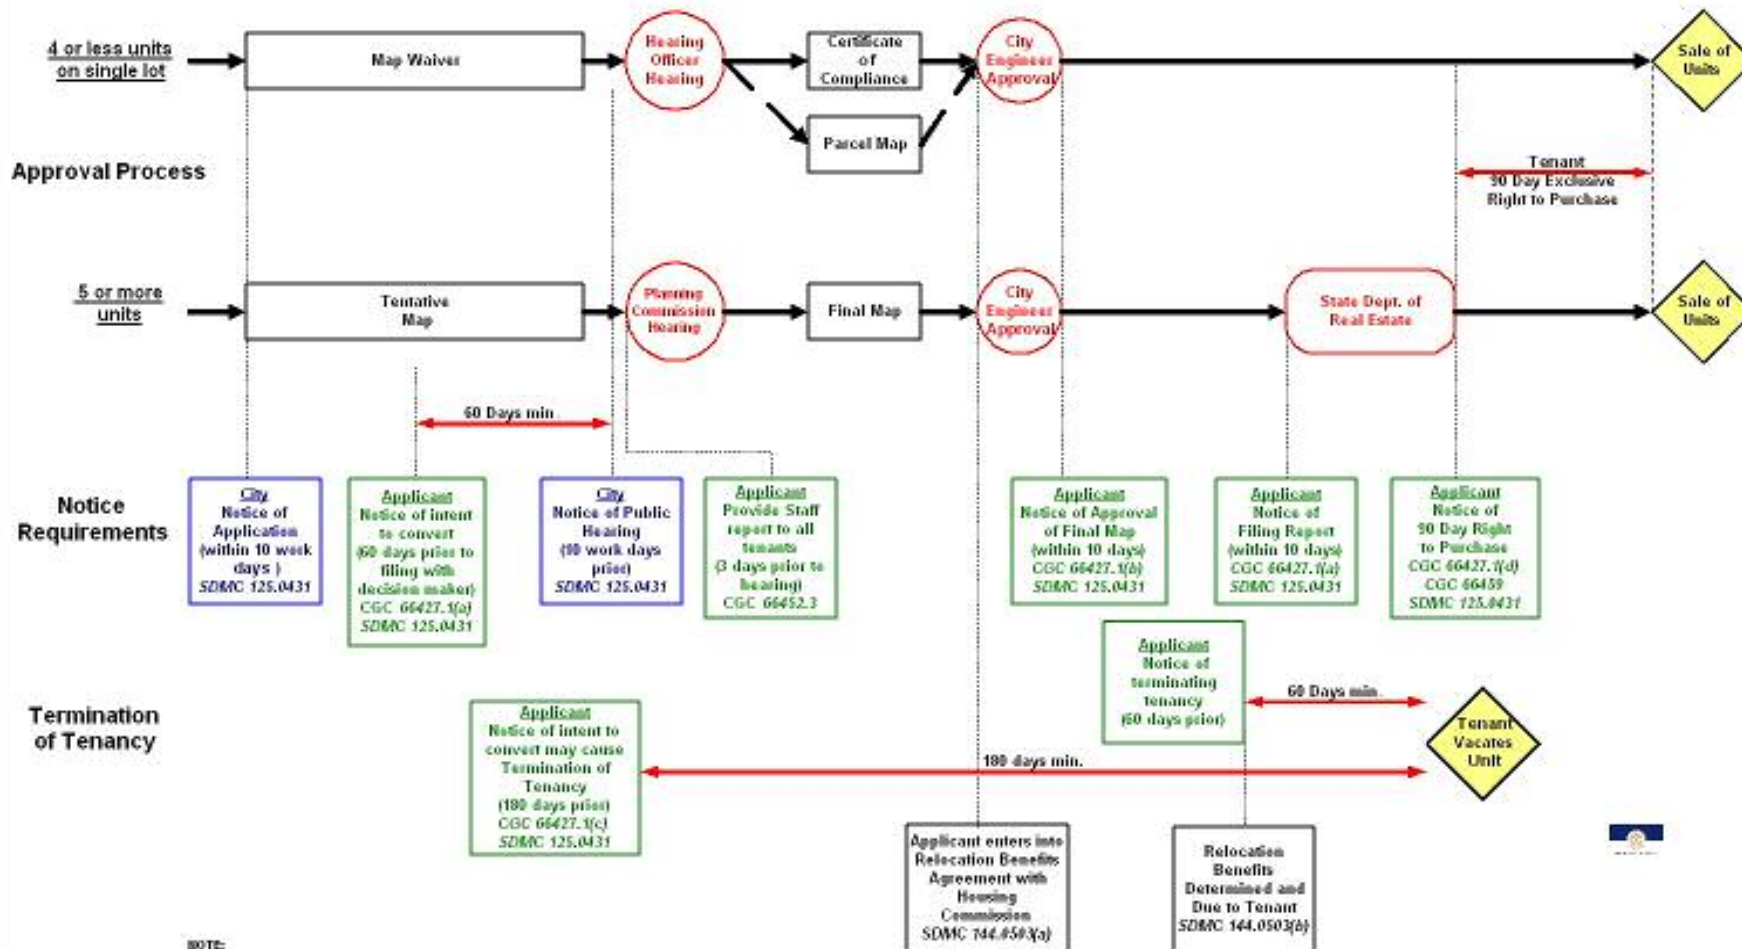 4 or less units
on single lot
Map Waiver
Hearing
Officer
Hearing
Certificate
of
Compliance
City
Engineer
Approval
Sale of
Units
Parcel Map
Approval Process
Tenant
90 Day Exclusive
Right to Purchase
5 or more
units
Tentative
Map
Planning
Commission
Hearing
Final Map
City
Engineer
Approval
State Dept. of
Real Estate
Sale of
Units
60 Days min.
Notice
Requirements
City
Notice of
Application
(within 10 work
days )
SDMC 125.0431
Applicant
Notice of intent
to convert
(60 days prior to
filing with
decision maker)
CGC 66427.1(a)
SDMC 125.0431
City
Notice of Public
Hearing
(10 work days
prior)
SDMC 125.0431
Applicant
Provide Staff
report to all
tenants
(3 days prior to
hearing)
CGC 66452.3
Applicant
Notice of Approval
of Final Map
(within 10 days)
CGC 66427.1(b)
SDMC 125.0431
Applicant
Notice of
Filing Report
(within 10 days)
CGC 66427.1(a)
SDMC 125.0431
Applicant
Notice of
90 Day Right
to Purchase
CGC 66427.1(d)
CGC 66459
SDMC 125.0431
Termination
of Tenancy
Applicant
Notice of intent to
convert may cause
Termination of
Tenancy
(180 days prior)
CGC 66427.1(c)
SDMC 125.0431
Applicant
Notice of
terminating
tenancy
(60 days prior)
60 Days min.
180 days min.
Tenant
Vacates
Unit
Applicant enters into
Relocation Benefits
Agreement with
Housing
Commission
SDMC 144.0503(a)
Relocation
Benefits
Determined and
Due to Tenant
SDMC 144.0503(b)
NOTE: